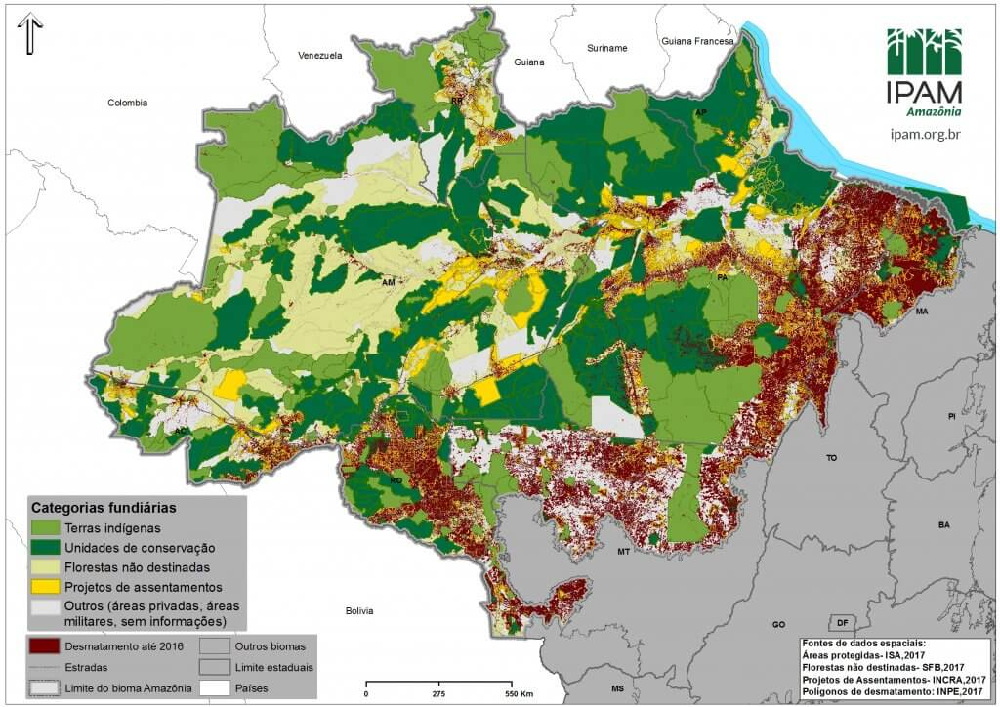 Venezuela
Suriname
Guiana Francesa
Guiana
Colombia
IPAM
Amazônia
ipam.org.br
RR
AP
AM
PA
MA
AC
RO
PI
TO
BA
MT
Bolivia
GO
DF
MS
Categorias fundiárias
Terras indígenas
Unidades de conservação
Florestas não destinadas
Projetos de assentamentos
Outros (áreas privadas, áreas
militares, sem informações)
Desmatamento até 2016
Outros biomas
Estradas
Limite estaduais
Limite do bioma Amazônia
Países
0 275 550 Km
Fontes de dados espaciais:
Áreas protegidas- ISA,2017
Florestas não destinadas- SFB,2017
Projetos de Assentamentos- INCRA,2017
Poligonos de desmatamento: INPE,2017